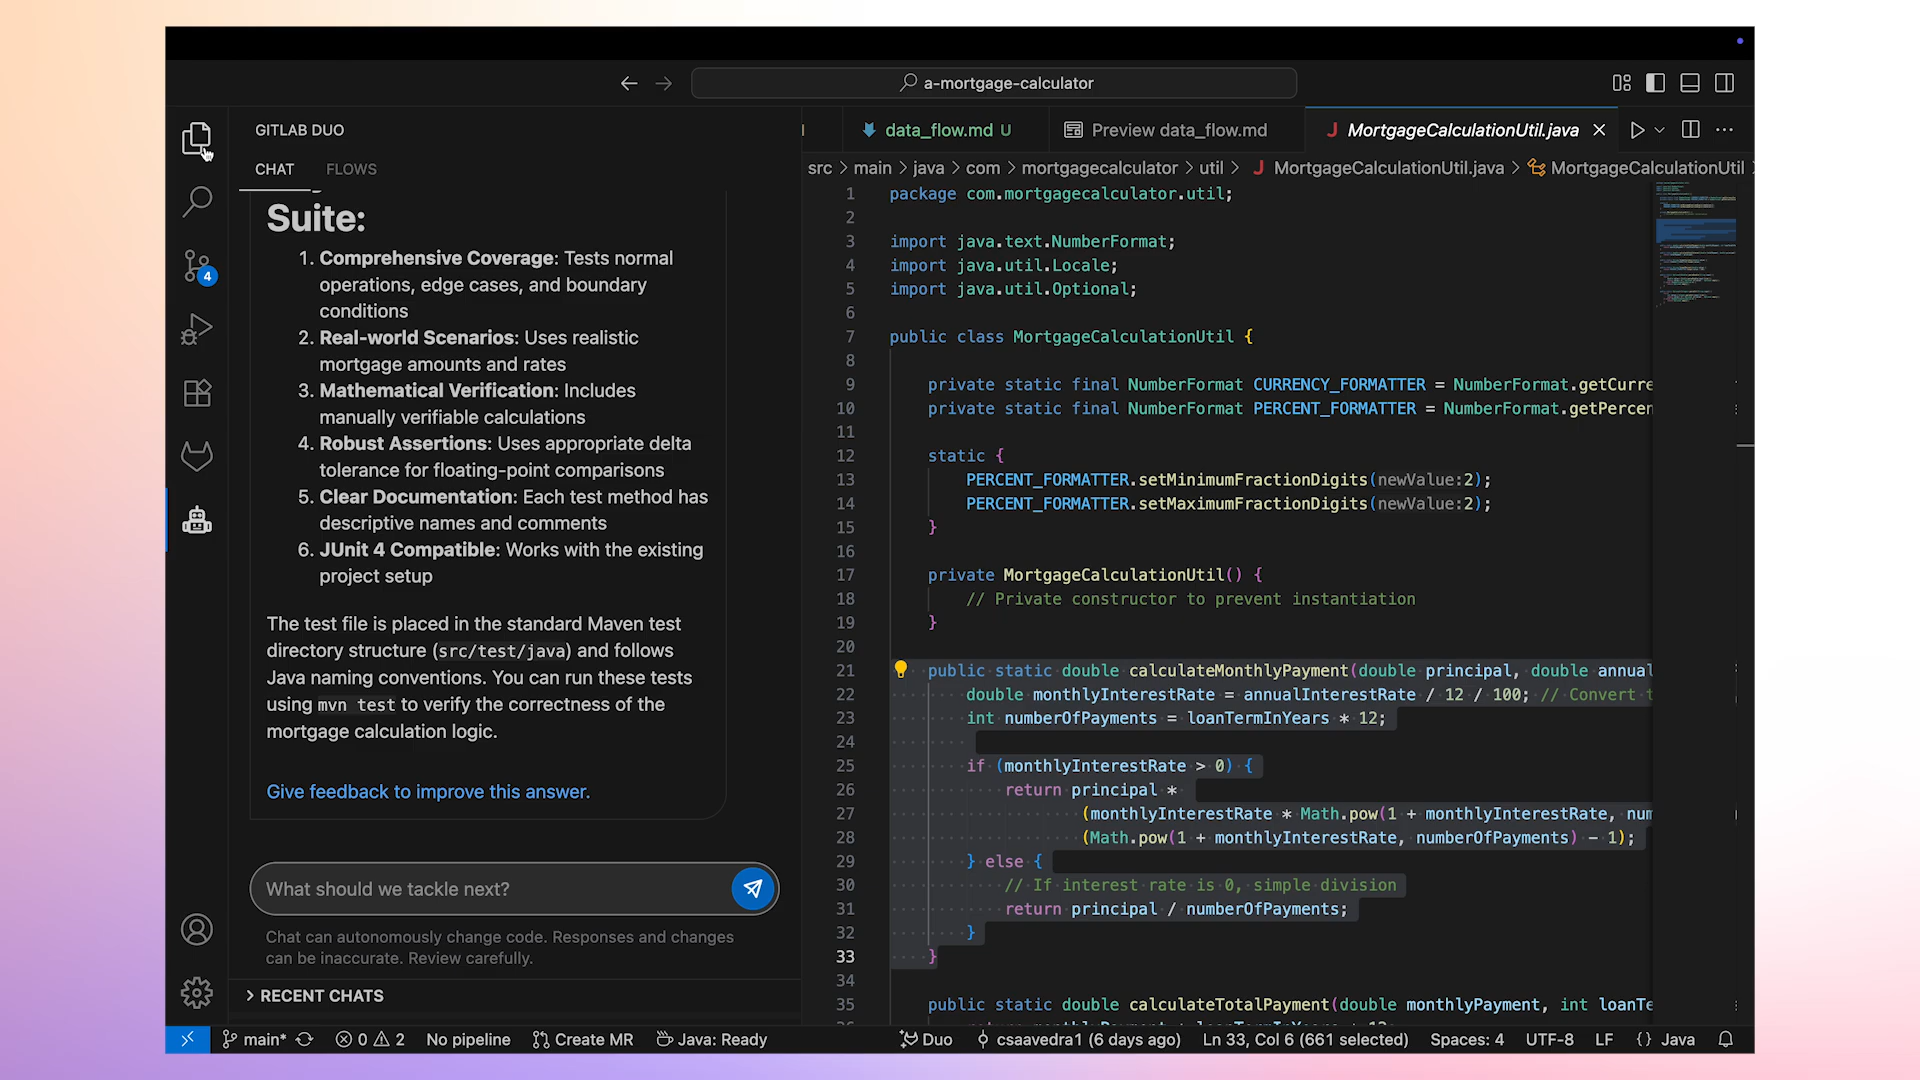 a-mortgage-calculator
GITLAB DUO
CHAT FLOWS
Suite:
1. Comprehensive Coverage: Tests normal
operations, edge cases, and boundary
conditions
2. Real-world Scenarios: Uses realistic
mortgage amounts and rates
3. Mathematical Verification: Includes
manually verifiable calculations
4. Robust Assertions: Uses appropriate delta
tolerance for floating-point comparisons
5. Clear Documentation: Each test method has
descriptive names and comments
6. JUnit 4 Compatible: Works with the existing
project setup
The test file is placed in the standard Maven test
directory structure (src/test/java) and follows
Java naming conventions. You can run these tests
using mvn test to verify the correctness of the
mortgage calculation logic.
Give feedback to improve this answer.
What should we tackle next?
Chat can autonomously change code. Responses and changes
can be inaccurate. Review carefully.
> RECENT CHATS
4
data_flow.md U Preview data_flow.md J MortgageCalculationUtil.java
src > main > java > com > mortgagecalculator > util > J MortgageCalculationUtil.java > MortgageCalculationUtil
1 package com.mortgagecalculator.util;
2
3 import java.text.NumberFormat;
4 import java.util.Locale;
5 import java.util.Optional;
6
7 public class MortgageCalculationUtil {
8
9 private static final NumberFormat CURRENCY_FORMATTER = NumberFormat.getCurre
10 private static final NumberFormat PERCENT_FORMATTER = NumberFormat.getPercen
11
12 static {
13 PERCENT_FORMATTER.setMinimumFractionDigits(newValue:2);
14 PERCENT_FORMATTER.setMaximumFractionDigits(newValue:2);
15 }
16
17 private MortgageCalculationUtil() {
18 // Private constructor to prevent instantiation
19 }
20
21 public static double calculateMonthlyPayment(double principal, double annual
22 double monthlyInterestRate = annualInterestRate / 12 / 100; // Convert t
23 int numberOfPayments = loanTermInYears * 12;
24
25 if (monthlyInterestRate > 0) {
26 return principal *
27 (monthlyInterestRate * Math.pow(1 + monthlyInterestRate, num
28 (Math.pow(1 + monthlyInterestRate, numberOfPayments) - 1);
29 } else {
30 // If interest rate is 0, simple division
31 return principal / numberOfPayments;
32 }
33 }
34
35 public static double calculateTotalPayment(double monthlyPayment, int loanTe
main* 0 2 No pipeline Create MR Java: Ready Duo csaavedra1 (6 days ago) Ln 33, Col 6 (661 selected) Spaces: 4 UTF-8 LF {} Java